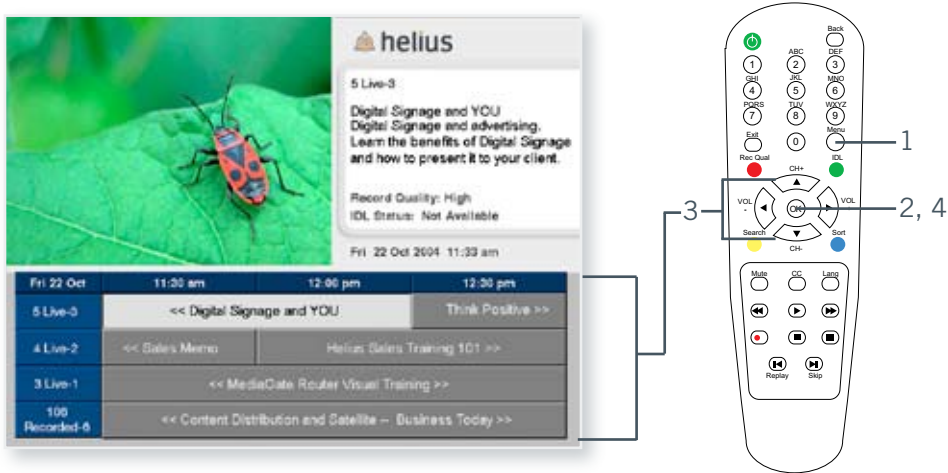 helius
5 Live-3
Digital Signage and YOU
Digital Signage and advertising.
Learn the benefits of Digital Signage
and how to present it to your client.
Record Quality: High
IDL Status: Not Available
Fri 22 Oct 2004 11:33 am
Fri 22 Oct 11:30 am 12:00 pm 12:30 pm
5 Live-3 << Digital Signage and YOU Think Positive >>
4 Live-2 << Sales Memo Helius Sales Training 101 >>
3 Live-1 << MediaGate Router Visual Training >>
106
Recorded-6 << Content Distribution and Satellite – Business Today >>
Back
ABC DEF
1 2 3
GHI JKL MNO
4 5 6
PQRS TUV WXYZ
7 8 9
Exit Menu
0
1
Rec Qual IDL
CH+
VOL
-
OK
VOL
2, 4
3
Search Sort
CH-
Mute CC Lang
Replay Skip